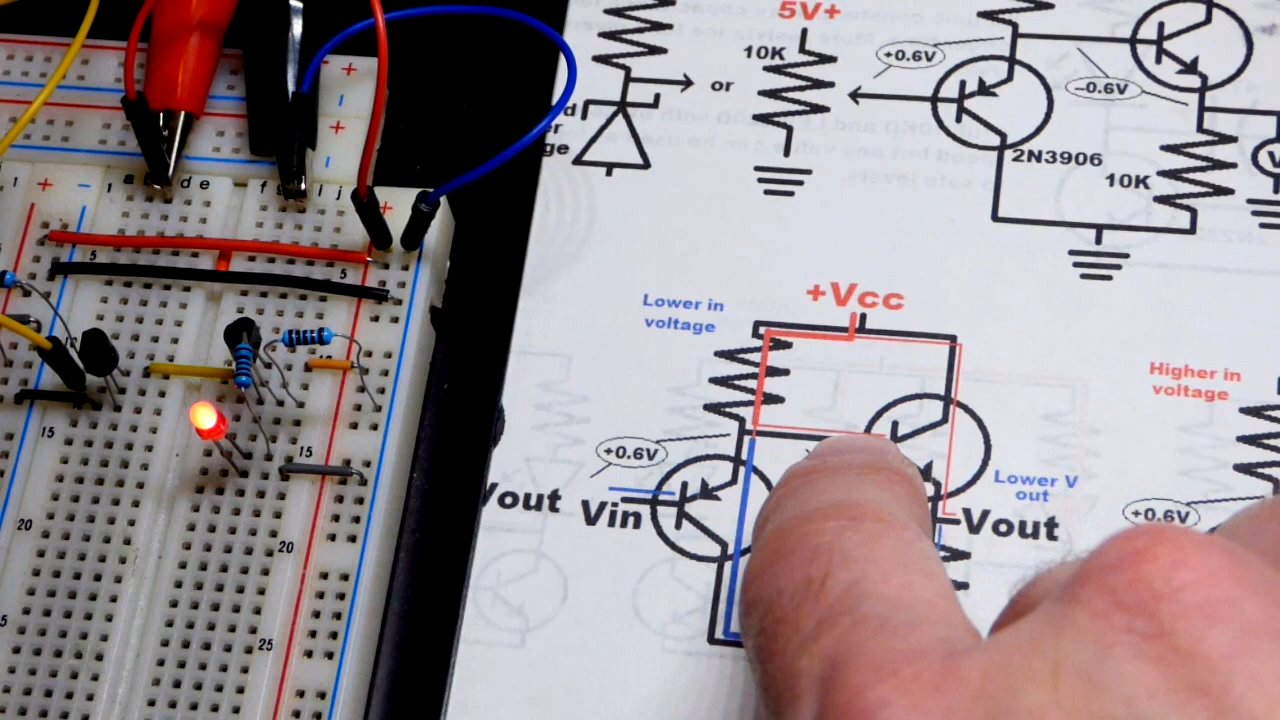 5V+
10K
or
+0.6V
-0.6V
2N3906
10K
+Vcc
Lower in
voltage
+0.6V
Vin
Vout
Vout
Lower V
out
Higher in
voltage
+0.6V
+
-
+
-
+ - a d e f g i j +
5
5
15
15
20
20
25